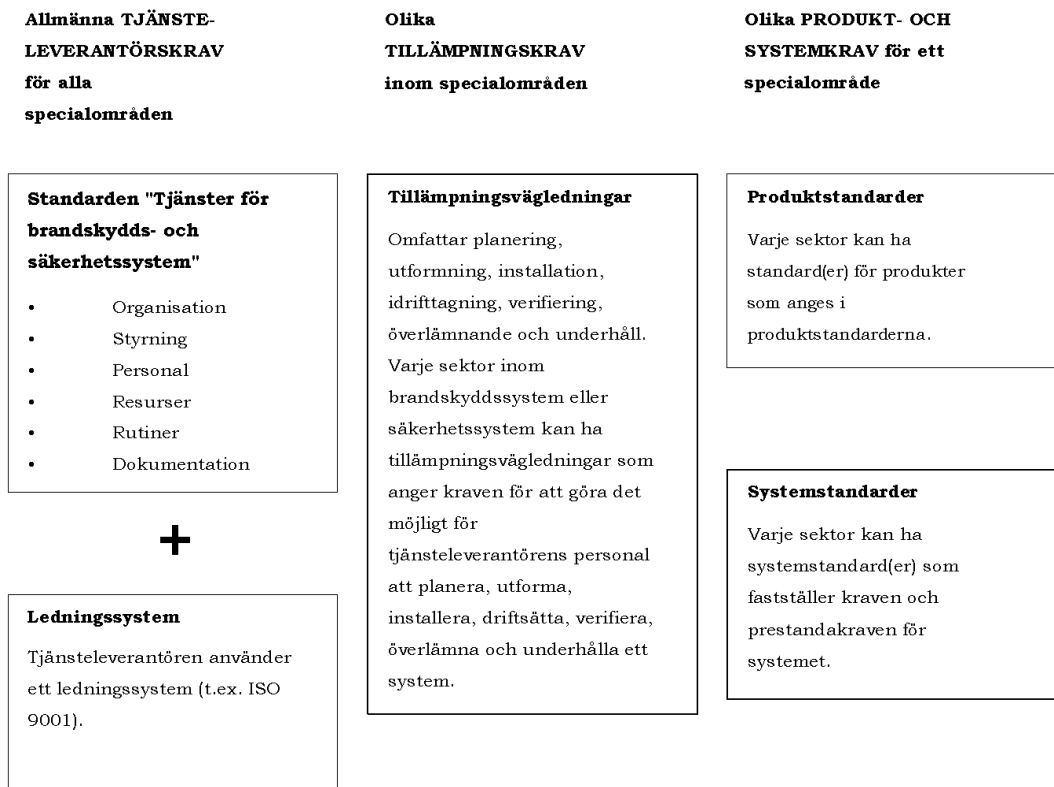 Allmänna TJÄNSTE-
LEVERANTÖRSKRAV
för alla
specialområden
Standarden "Tjänster för
brandskydds- och
säkerhetssystem"
• Organisation
• Styrning
• Personal
• Resurser
• Rutiner
• Dokumentation
+
Ledningssystem
Tjänsteleverantören använder
ett ledningssystem (t.ex. ISO
9001).
Olika
TILLÄMPNINGSKRAV
inom specialområden
Tillämpningsvägledningar
Omfattar planering,
utformning, installation,
idrifttagning, verifiering,
överlämnande och underhåll.
Varje sektor inom
brandskyddssystem eller
säkerhetssystem kan ha
tillämpningsvägledningar som
anger kraven för att göra det
möjligt för
tjänsteleverantörens personal
att planera, utforma,
installera, driftsätta, verifiera,
överlämna och underhålla ett
system.
Olika PRODUKT- OCH
SYSTEMKRAV för ett
specialområde
Produktstandarder
Varje sektor kan ha
standard(er) för produkter
som anges i
produktstandarderna.
Systemstandarder
Varje sektor kan ha
systemstandard(er) som
fastställer kraven och
prestandakraven för
systemet.